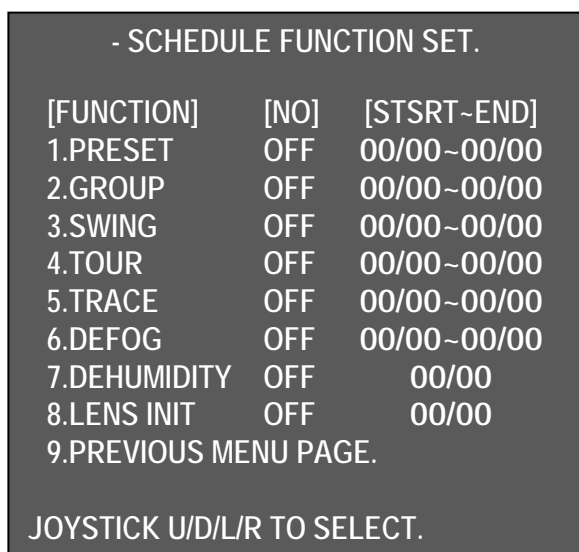 - SCHEDULE FUNCTION SET.
[FUNCTION] [NO] [STSRT~END]
1.PRESET OFF 00/00~00/00
2.GROUP OFF 00/00~00/00
3.SWING OFF 00/00~00/00
4.TOUR OFF 00/00~00/00
5.TRACE OFF 00/00~00/00
6.DEFOG OFF 00/00~00/00
7.DEHUMIDITY OFF 00/00
8.LENS INIT OFF 00/00
9.PREVIOUS MENU PAGE.
JOYSTICK U/D/L/R TO SELECT.